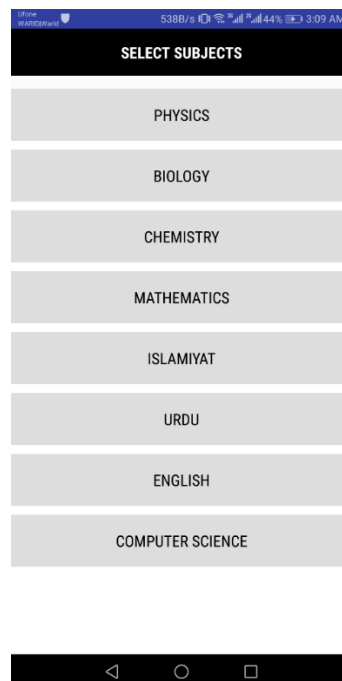 Ufone
WARID|Warid 538B/s 44% 3:09 AM
SELECT SUBJECTS
PHYSICS
BIOLOGY
CHEMISTRY
MATHEMATICS
ISLAMIYAT
URDU
ENGLISH
COMPUTER SCIENCE